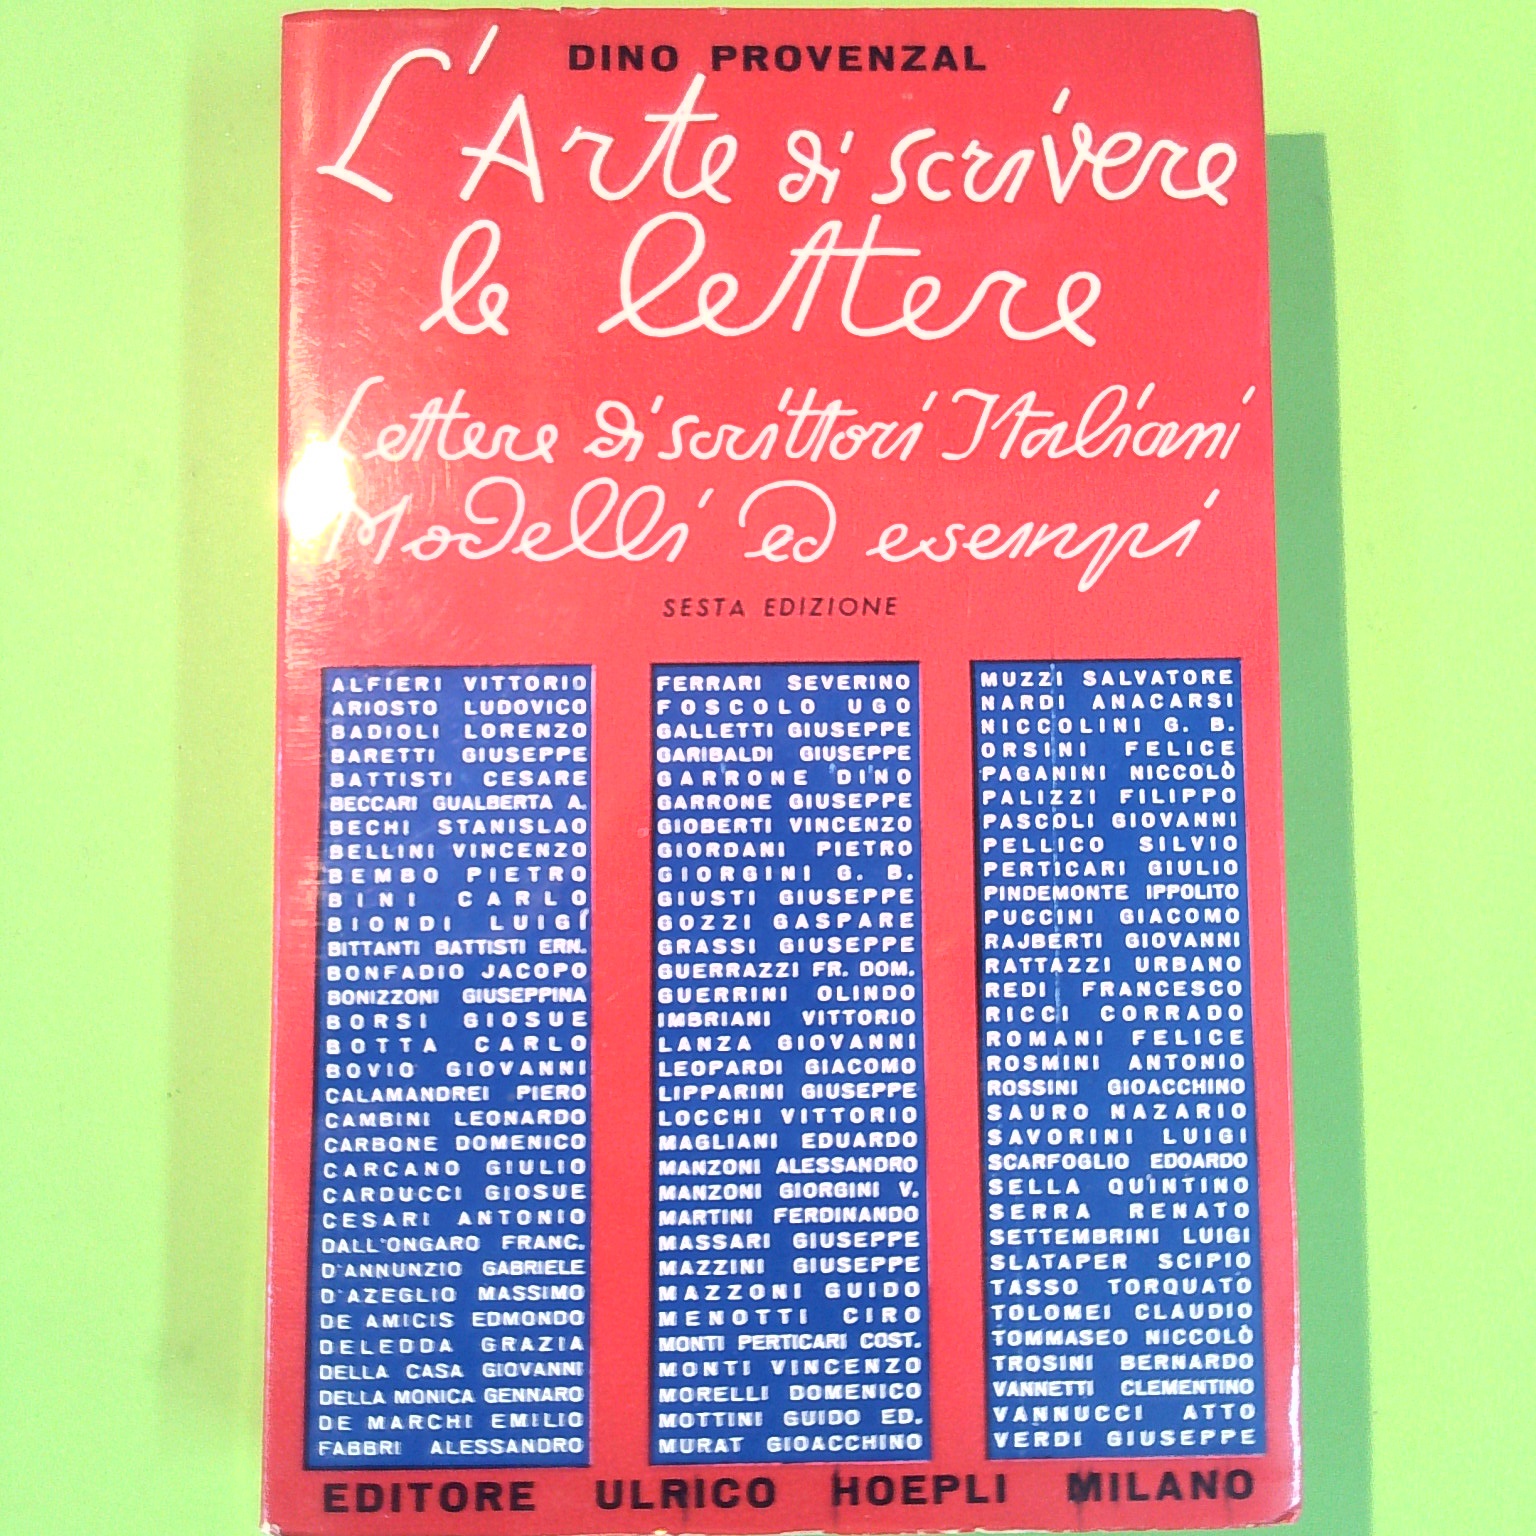 DINO PROVENZAL
L'Arte di scrivere
le lettere
Lettere di scrittori Italiani
Modelli ed esempi
SESTA EDIZIONE
ALFIERI VITTORIO
ARIOSTO LUDOVICO
BADIOLI LORENZO
BARETTI GIUSEPPE
BATTISTI CESARE
BECCARI GUALBERTA A.
BECHI STANISLAO
BELLINI VINCENZO
BEMBO PIETRO
BINI CARLO
BIONDI LUIGI
BITTANTI BATTISTI ERN.
BONFADIO JACOPO
BONIZZONI GIUSEPPINA
BORSI GIOSUE
BOTTA CARLO
BOVIO GIOVANNI
CALAMANDREI PIERO
CAMBINI LEONARDO
CARBONE DOMENICO
CARCANO GIULIO
CARDUCCI GIOSUE
CESARI ANTONIO
DALL'ONGARO FRANC.
D'ANNUNZIO GABRIELE
D'AZEGLIO MASSIMO
DE AMICIS EDMONDO
DELEDDA GRAZIA
DELLA CASA GIOVANNI
DELLA MONICA GENNARO
DE MARCHI EMILIO
FABBRI ALESSANDRO
FERRARI SEVERINO
FOSCOLO UGO
GALLETTI GIUSEPPE
GARIBALDI GIUSEPPE
GARRONE DINO
GARRONE GIUSEPPE
GIOBERTI VINCENZO
GIORDANI PIETRO
GIORGINI G. B.
GIUSTI GIUSEPPE
GOZZI GASPARE
GRASSI GIUSEPPE
GUERRAZZI FR. DOM.
GUERRINI OLINDO
IMBRIANI VITTORIO
LANZA GIOVANNI
LEOPARDI GIACOMO
LIPPARINI GIUSEPPE
LOCCHI VITTORIO
MAGLIANI EDUARDO
MANZONI ALESSANDRO
MANZONI GIORGINI V.
MARTINI FERDINANDO
MASSARI GIUSEPPE
MAZZINI GIUSEPPE
MAZZONI GUIDO
MENOTTI CIRO
MONTI PERTICARI COST.
MONTI VINCENZO
MORELLI DOMENICO
MOTTINI GUIDO ED.
MURAT GIOACCHINO
MUZZI SALVATORE
NARDI ANACARSI
NICCOLINI G. B.
ORSINI FELICE
PAGANINI NICCOLÒ
PALIZZI FILIPPO
PASCOLI GIOVANNI
PELLICO SILVIO
PERTICARI GIULIO
PINDEMONTE IPPOLITO
PUCCINI GIACOMO
RAJBERTI GIOVANNI
RATTAZZI URBANO
REDI FRANCESCO
RICCI CORRADO
ROMANI FELICE
ROSMINI ANTONIO
ROSSINI GIOACCHINO
SAURO NAZARIO
SAVORINI LUIGI
SCARFOGLIO EDOARDO
SELLA QUINTINO
SERRA RENATO
SETTEMBRINI LUIGI
SLATAPER SCIPIO
TASSO TORQUATO
TOLOMEI CLAUDIO
TOMMASEO NICCOLÒ
TROSINI BERNARDO
VANNETTI CLEMENTINO
VANNUCCI ATTO
VERDI GIUSEPPE
EDITORE ULRICO HOEPLI MILANO